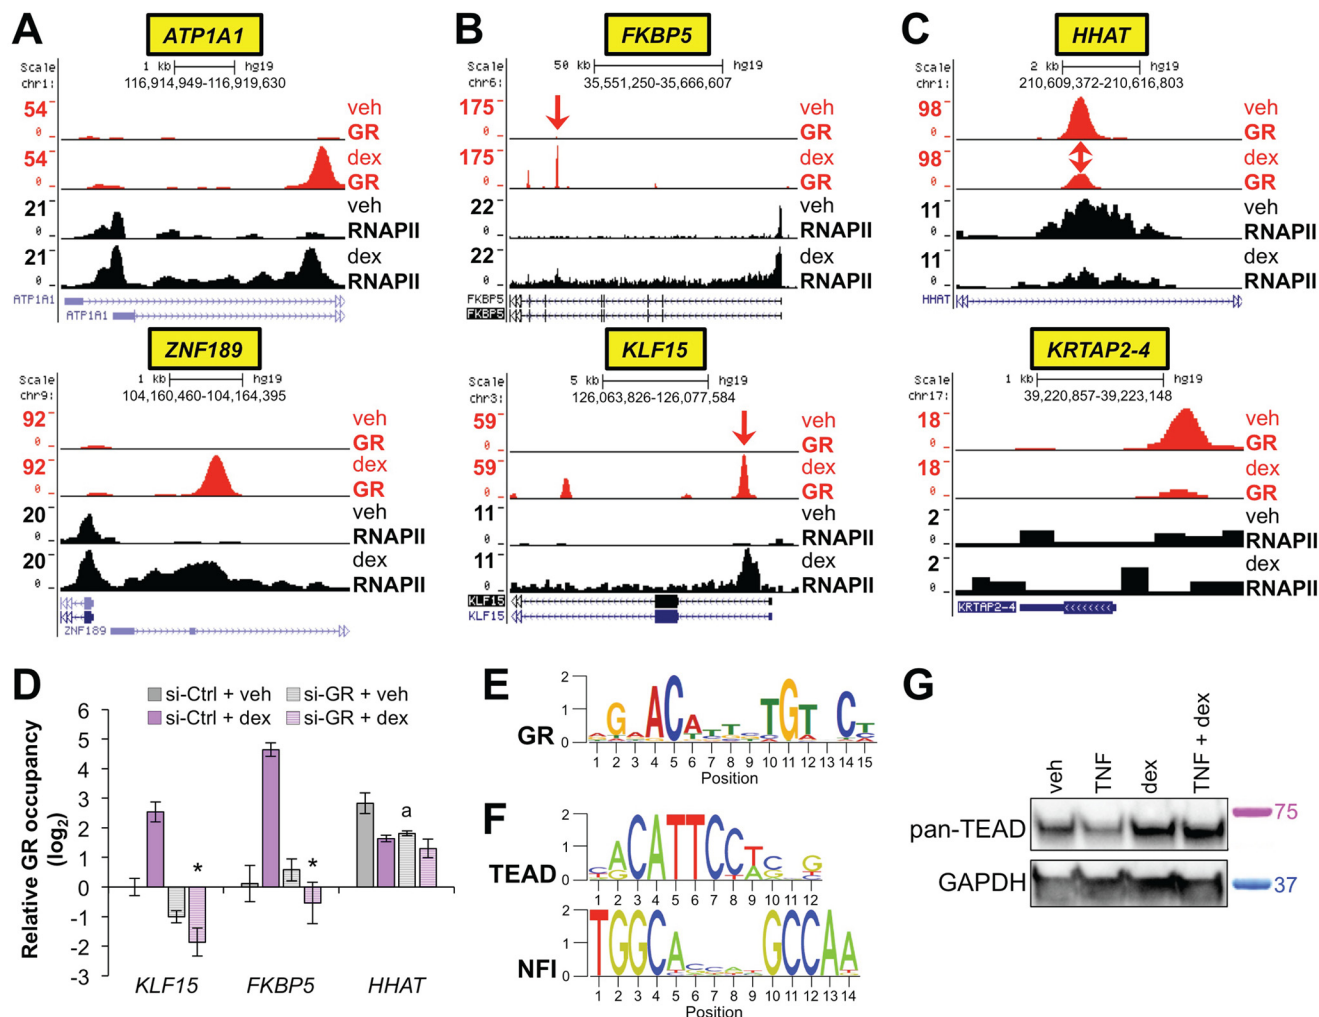 A
ATP1A1
Scale
1 kb
hg19
chr1:
116,914,949-116,919,630
54
0
veh
GR
54
0
dex
GR
21
0
veh
RNAPII
21
0
dex
RNAPII
ATP1A1
ATP1A1
ZNF189
Scale
1 kb
hg19
chr9:
104,160,460-104,164,395
92
0
veh
GR
92
0
dex
GR
20
0
veh
RNAPII
20
0
dex
RNAPII
ZNF189
B
FKBP5
Scale
50 kb
hg19
chr6:
35,551,250-35,666,607
175
0
veh
GR
175
0
dex
GR
22
0
veh
RNAPII
22
0
dex
RNAPII
FKBP5
FKBP5
KLF15
Scale
5 kb
hg19
chr3:
126,063,826-126,077,584
59
0
veh
GR
59
0
dex
GR
11
0
veh
RNAPII
11
0
dex
RNAPII
KLF15
KLF15
C
HHAT
Scale
2 kb
hg19
chr1:
210,609,372-210,616,803
98
0
veh
GR
98
0
dex
GR
11
0
veh
RNAPII
11
0
dex
RNAPII
HHAT
KRTAP2-4
Scale
1 kb
hg19
chr17:
39,220,857-39,223,148
18
0
veh
GR
18
0
dex
GR
2
0
veh
RNAPII
2
0
dex
RNAPII
KRTAP2-4
D
si-Ctrl + veh
si-GR + veh
si-Ctrl + dex
si-GR + dex
Relative GR occupancy
(log2)
6
5
4
3
2
1
0
-1
-2
-3
*
*
a
KLF15
FKBP5
HHAT
E
GR
2
1
0
1 2 3 4 5 6 7 8 9 10 11 12 13 14 15
Position
F
TEAD
2
1
0
1 2 3 4 5 6 7 8 9 10 11 12
NFI
2
1
0
1 2 3 4 5 6 7 8 9 10 11 12 13 14
Position
G
veh
TNF
dex
TNF + dex
pan-TEAD
75
GAPDH
37